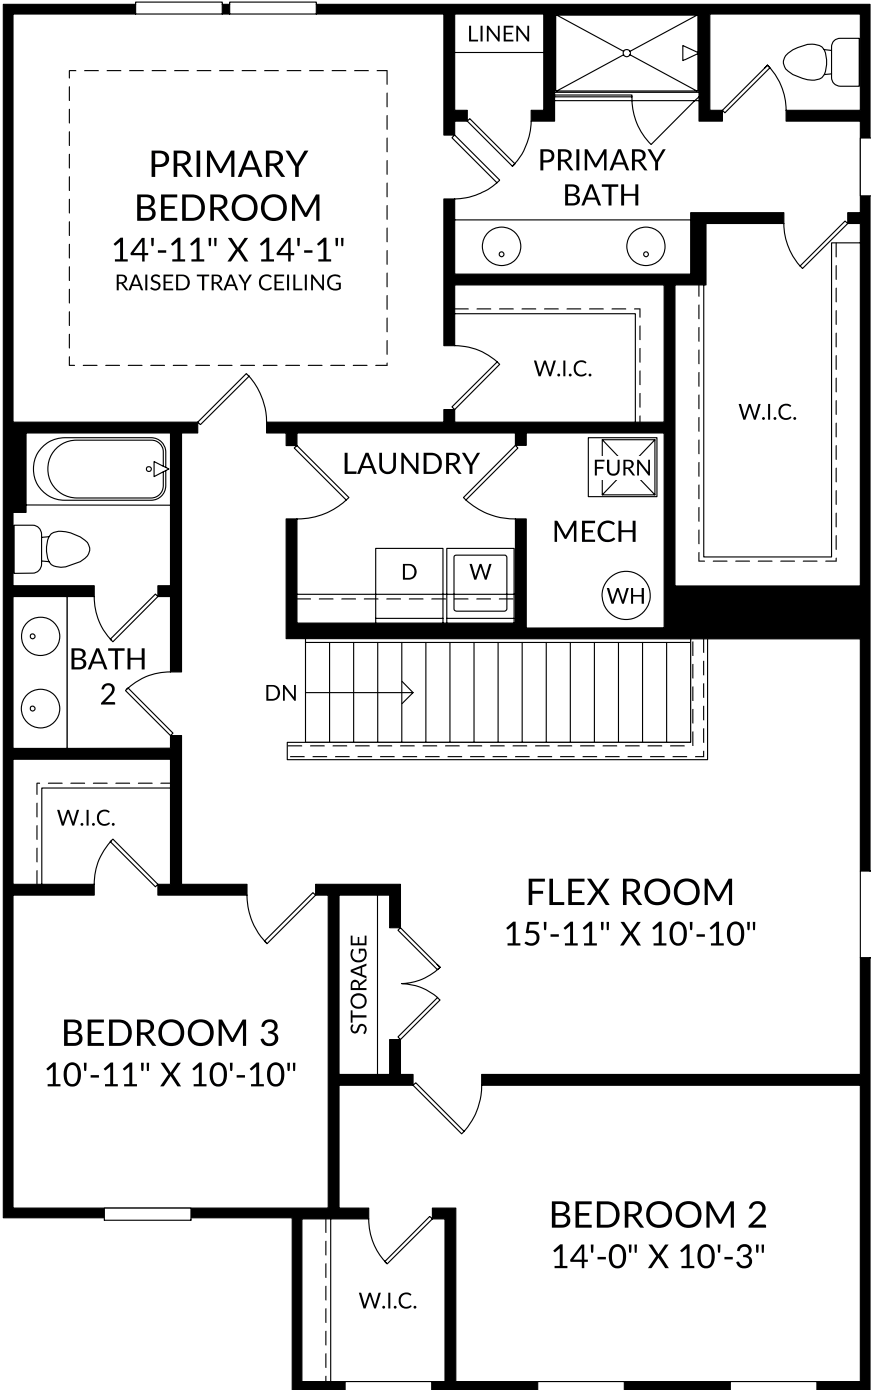 LINEN
PRIMARY
BEDROOM
14'-11" X 14'-1"
RAISED TRAY CEILING
PRIMARY
BATH
W.I.C.
W.I.C.
LAUNDRY
FURN
MECH
D
W
WH
BATH
2
DN
W.I.C.
FLEX ROOM
15'-11" X 10'-10"
STORAGE
BEDROOM 3
10'-11" X 10'-10"
BEDROOM 2
14'-0" X 10'-3"
W.I.C.